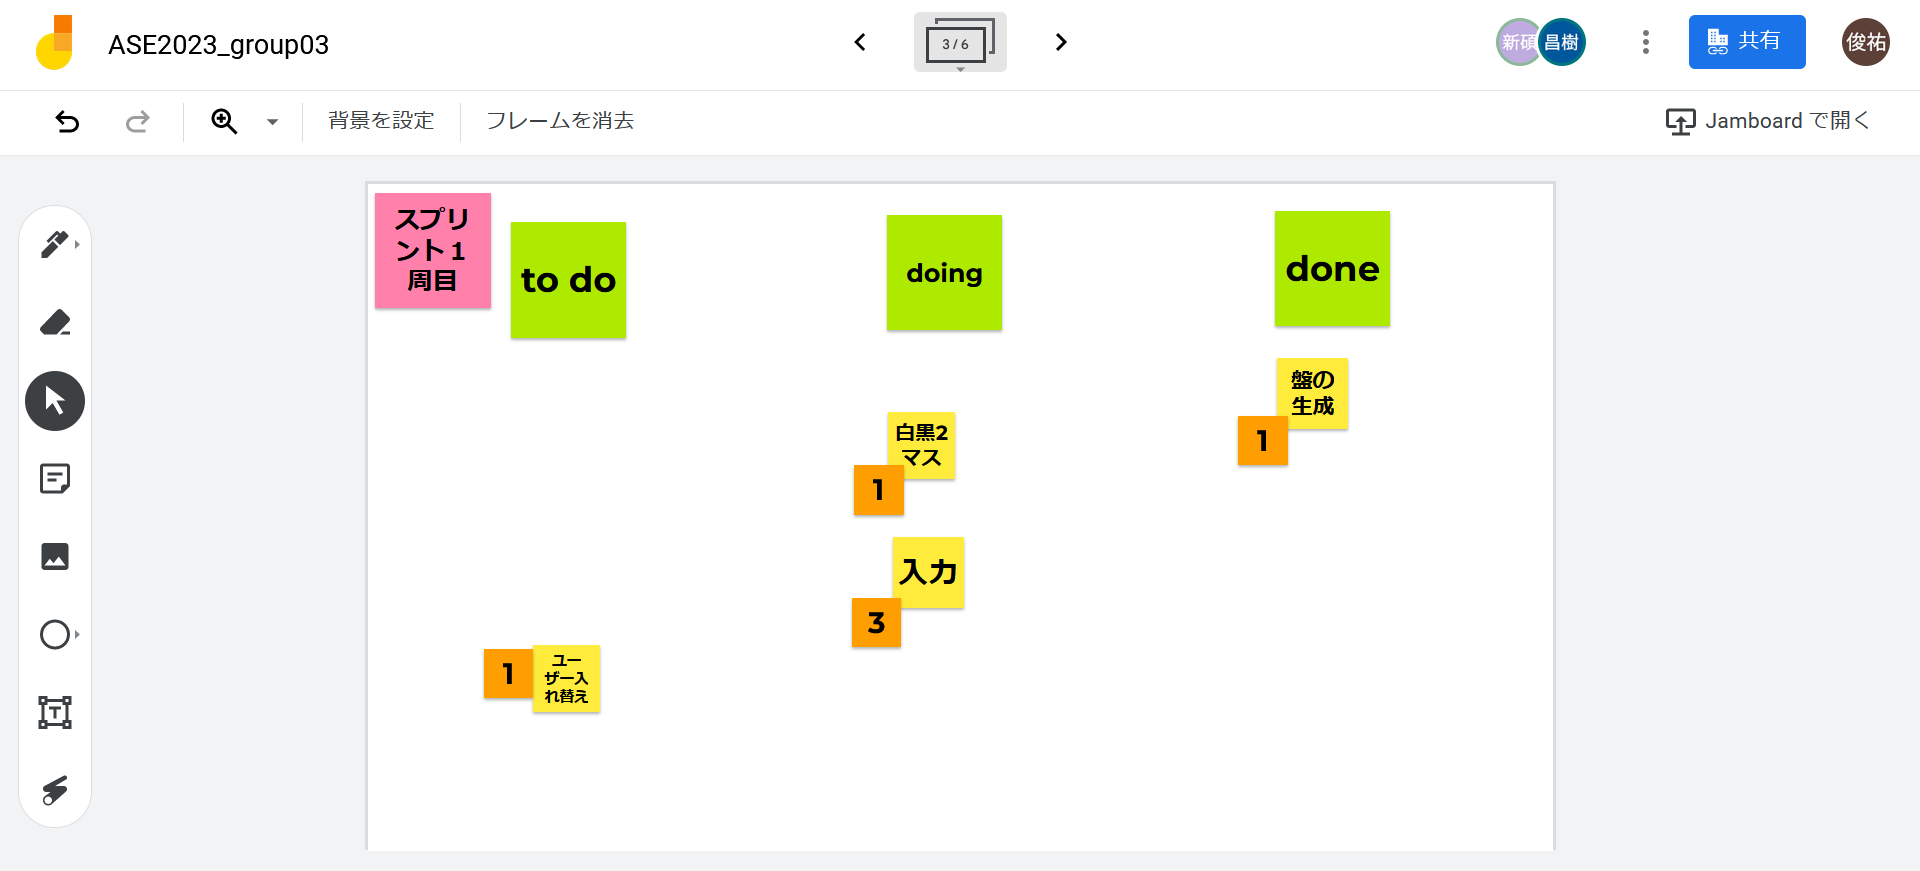 ASE2023_group03
3 / 6
新碩
昌樹
共有
俊祐
背景を設定
フレームを消去
Jamboard で開く
スプリ
ント１
周目
to do
doing
done
盤の
生成
1
白黒2
マス
1
入力
3
1
ユー
ザー入
れ替え